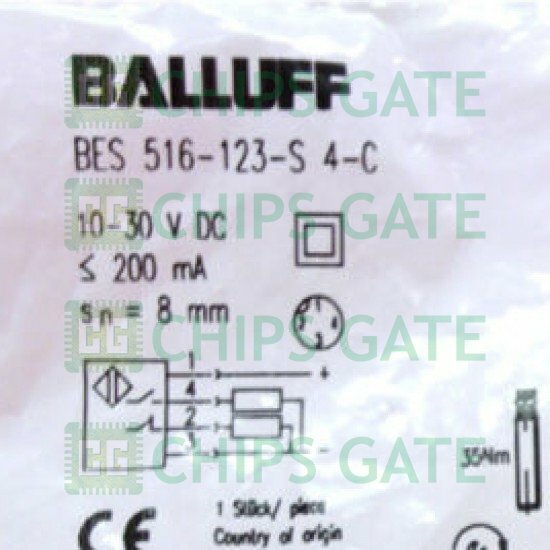 BALLUFF
BES 516-123-S 4-C
10-30 V DC
≤ 200 mA
sn = 8 mm
1
+
4
2
3
-
1 Stück/ piece
Country of origin
CE
CHIPS GATE
CHIPS GATE
CHIPS GATE
CHIPS GATE